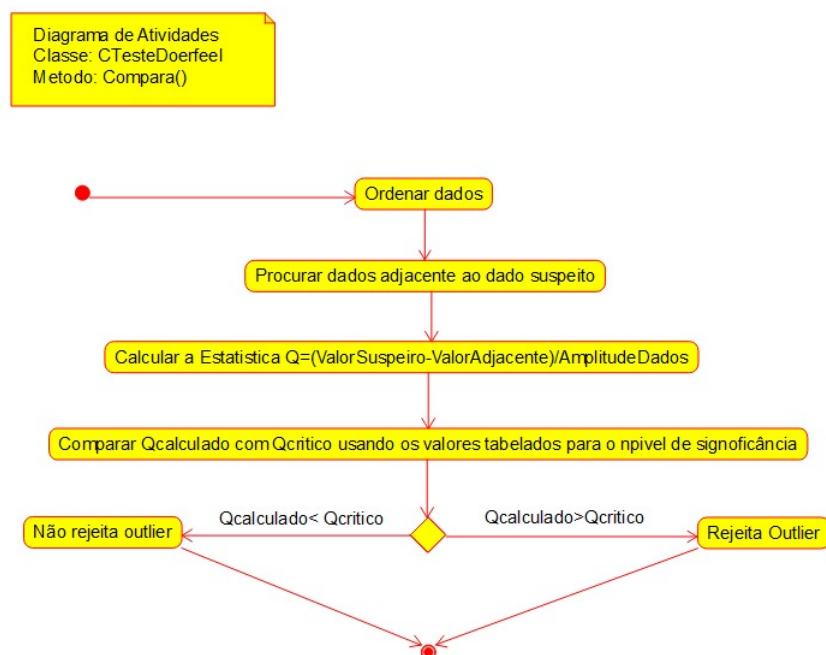 Diagrama de Atividades
Classe: CTesteDoerfeel
Metodo: Compara()
Ordenar dados
Procurar dados adjacente ao dado suspeito
Calcular a Estatistica Q=(ValorSuspeiro-ValorAdjacente)/AmplitudeDados
Comparar Qcalculado com Qcritico usando os valores tabelados para o npivel de signoficância
Qcalculado< Qcritico
Qcalculado>Qcritico
Não rejeita outlier
Rejeita Outlier